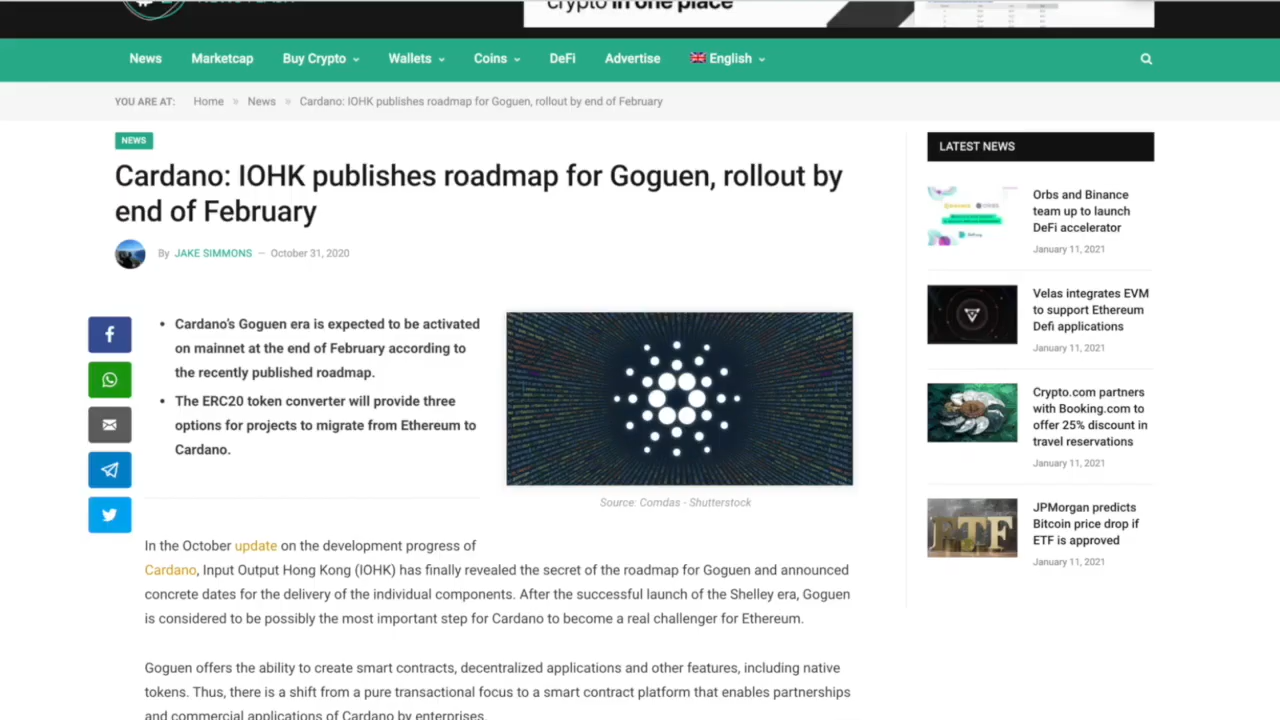 crypto in one place
News Marketcap Buy Crypto Wallets Coins DeFi Advertise English
YOU ARE AT: Home » News » Cardano: IOHK publishes roadmap for Goguen, rollout by end of February
NEWS
Cardano: IOHK publishes roadmap for Goguen, rollout by
end of February
By JAKE SIMMONS — October 31, 2020
• Cardano's Goguen era is expected to be activated
on mainnet at the end of February according to
the recently published roadmap.
• The ERC20 token converter will provide three
options for projects to migrate from Ethereum to
Cardano.
Source: Comdas - Shutterstock
In the October update on the development progress of
Cardano, Input Output Hong Kong (IOHK) has finally revealed the secret of the roadmap for Goguen and announced
concrete dates for the delivery of the individual components. After the successful launch of the Shelley era, Goguen
is considered to be possibly the most important step for Cardano to become a real challenger for Ethereum.
Goguen offers the ability to create smart contracts, decentralized applications and other features, including native
tokens. Thus, there is a shift from a pure transactional focus to a smart contract platform that enables partnerships
and commercial applications of Cardano by enterprises.
LATEST NEWS
Orbs and Binance
team up to launch
DeFi accelerator
January 11, 2021
Velas integrates EVM
to support Ethereum
Defi applications
January 11, 2021
Crypto.com partners
with Booking.com to
offer 25% discount in
travel reservations
January 11, 2021
ETF
JPMorgan predicts
Bitcoin price drop if
ETF is approved
January 11, 2021